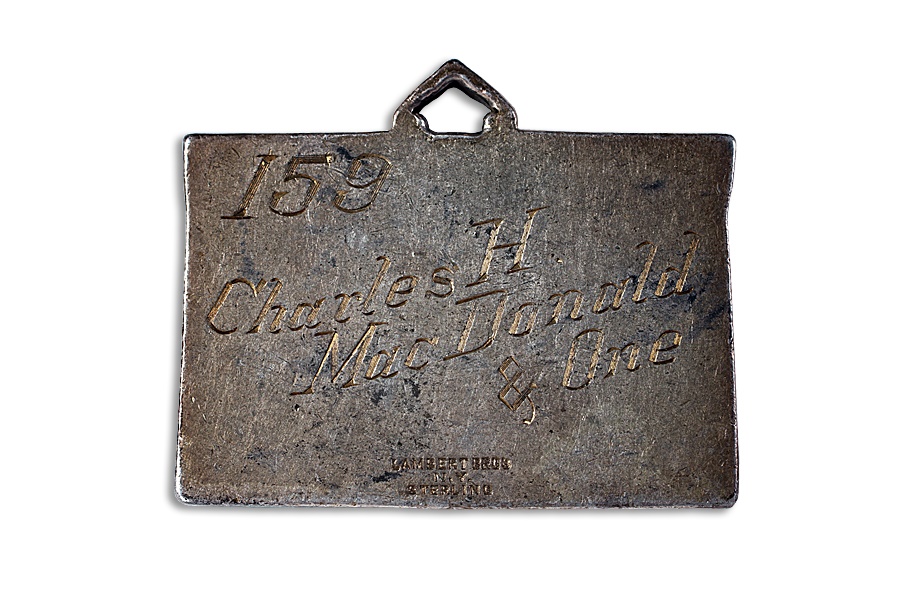 159
Charles H
MacDonald
& One
LAMBERT BROS
N.Y.
STERLING